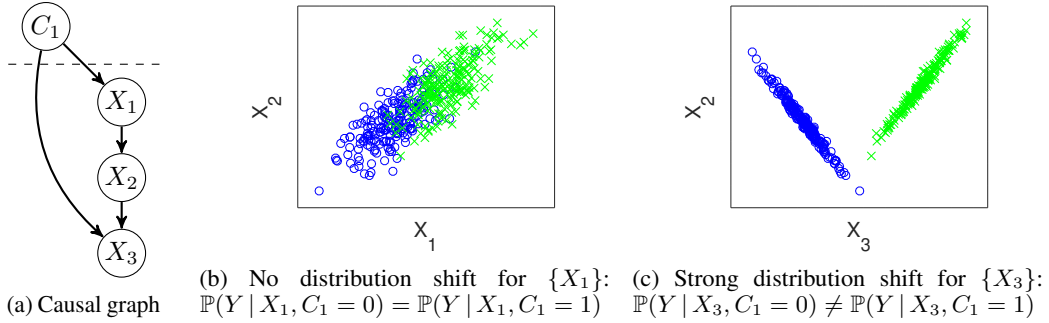 C₁
X₁
X₂
X₃
(a) Causal graph
X₂
X₁
(b) No distribution shift for {X₁}:
ℙ(Y | X₁, C₁ = 0) = ℙ(Y | X₁, C₁ = 1)
X₂
X₃
(c) Strong distribution shift for {X₃}:
ℙ(Y | X₃, C₁ = 0) ≠ ℙ(Y | X₃, C₁ = 1)